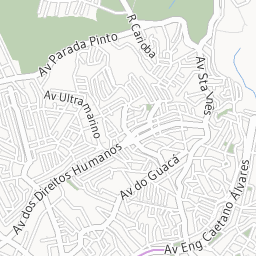 Av Parada Pinto
R Carioba
Av Sta Inês
Av Ultramarino
Av dos Direitos Humanos
Av do Guacá
Av Eng Caetano Álvares